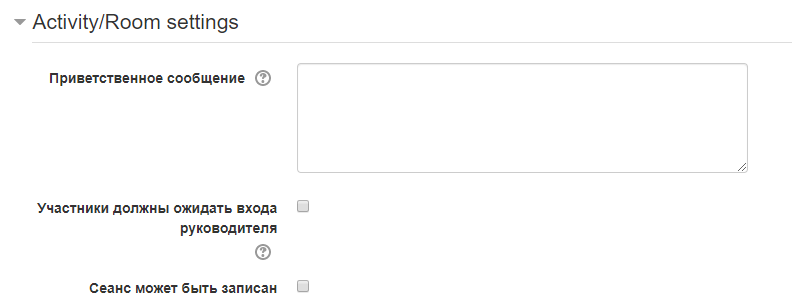 Activity/Room settings
Приветственное сообщение
Участники должны ожидать входа
руководителя
Сеанс может быть записан